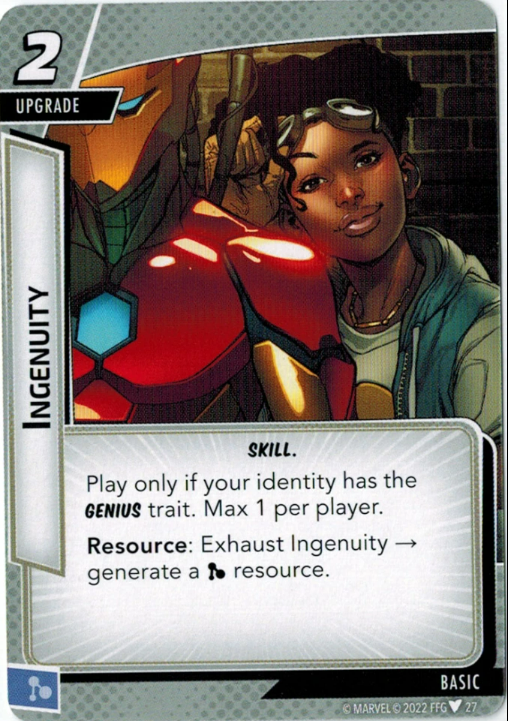 2
UPGRADE
INGENUITY
SKILL.
Play only if your identity has the
GENIUS trait. Max 1 per player.
Resource: Exhaust Ingenuity →
generate a resource.
BASIC
© MARVEL © 2022 FFG 27